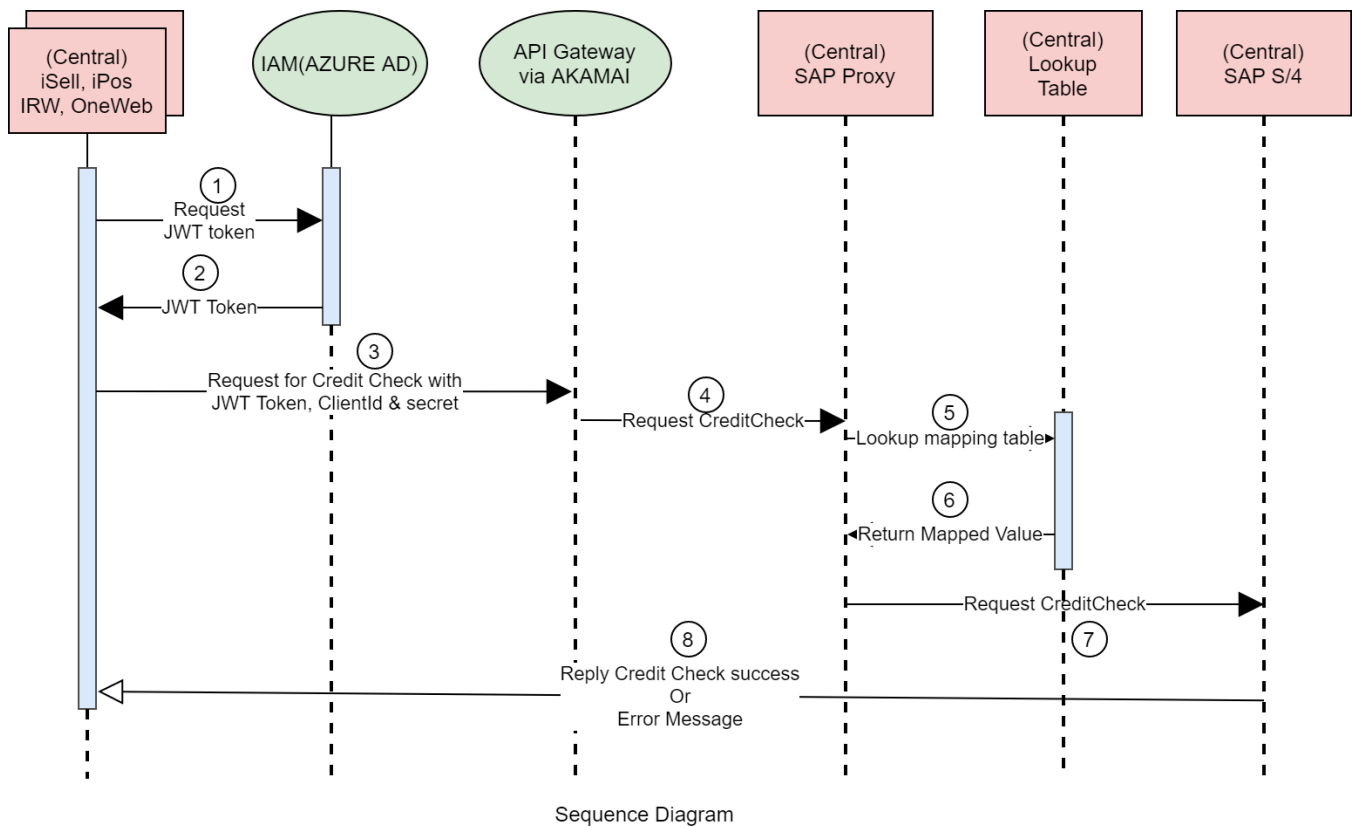 (Central)
iSell, iPos
IRW, OneWeb
IAM(AZURE AD)
API Gateway
via AKAMAI
(Central)
SAP Proxy
(Central)
Lookup
Table
(Central)
SAP S/4
1
Request
JWT token
2
JWT Token
3
Request for Credit Check with
JWT Token, ClientId & secret
4
Request CreditCheck
5
Lookup mapping table
6
Return Mapped Value
Request CreditCheck
7
8
Reply Credit Check success
Or
Error Message
Sequence Diagram